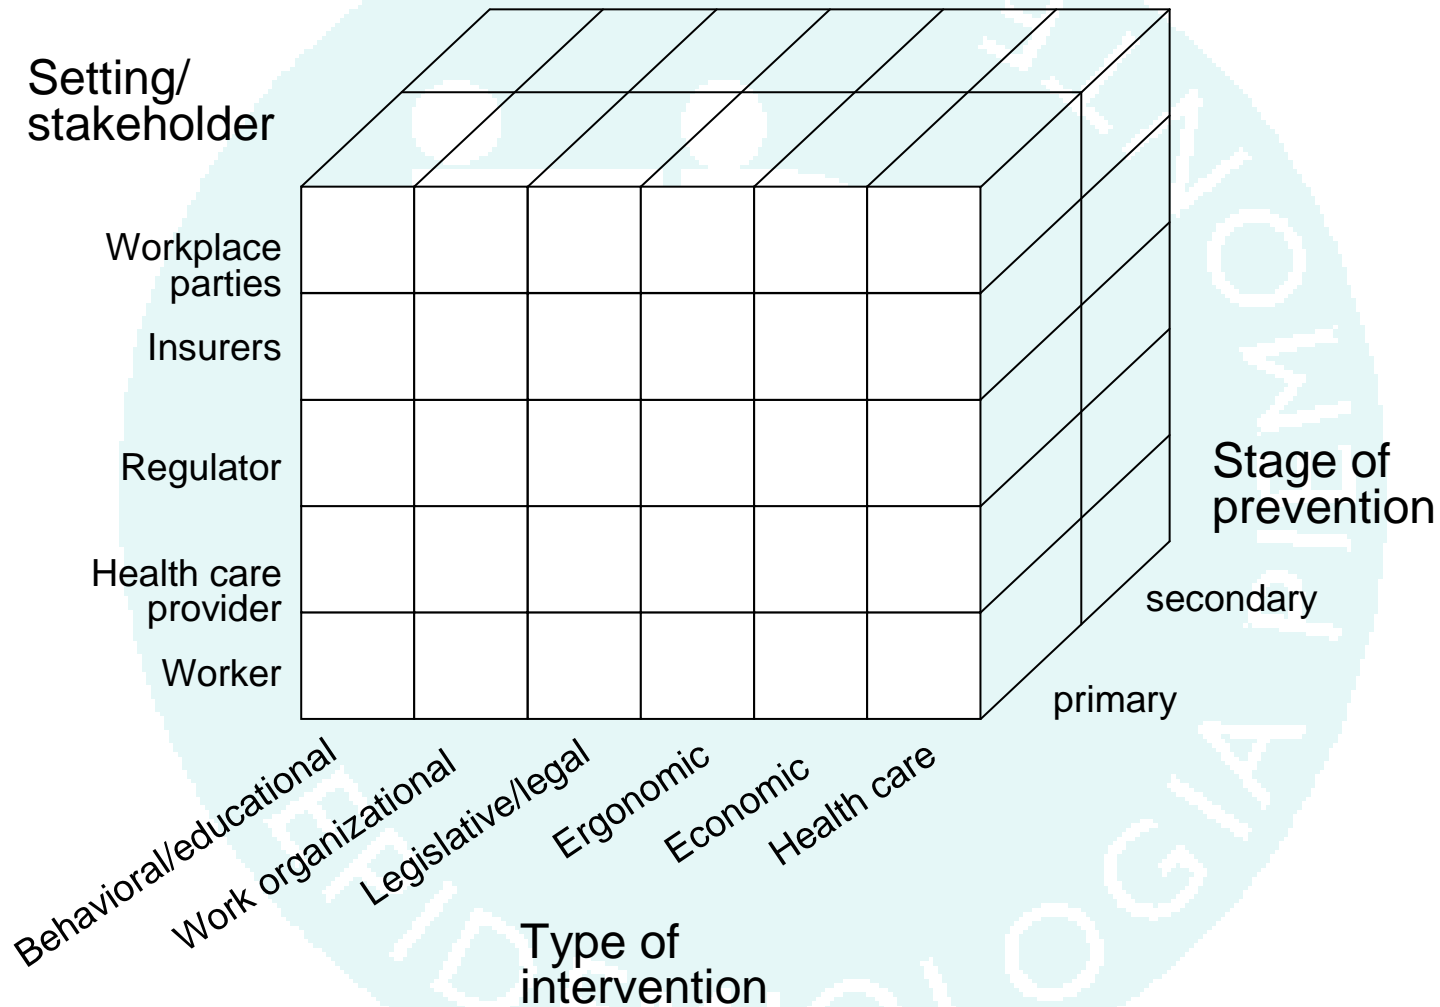 Setting/
stakeholder
Workplace
parties
Insurers
Regulator
Health care
provider
Worker
Stage of
prevention
secondary
primary
Behavioral/educational
Work organizational
Legislative/legal
Ergonomic
Economic
Health care
Type of
intervention